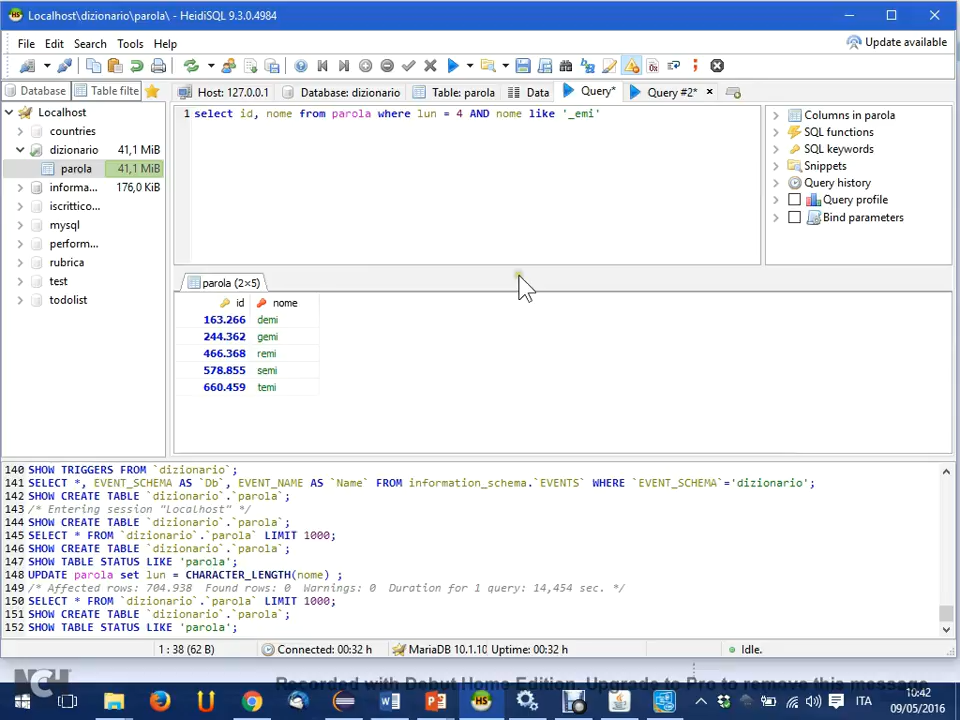 Localhost\dizionario\parola\ - HeidiSQL 9.3.0.4984
File Edit Search Tools Help
Update available
Database Table filte Host: 127.0.0.1 Database: dizionario Table: parola Data Query* Query #2*
Localhost
countries
dizionario 41,1 MiB
parola 41,1 MiB
informa... 176,0 KiB
iscrittico...
mysql
perform...
rubrica
test
todolist
1 select id, nome from parola where lun = 4 AND nome like '_emi'
Columns in parola
SQL functions
SQL keywords
Snippets
Query history
Query profile
Bind parameters
parola (2×5)
id nome
163.266 demi
244.362 gemi
466.368 remi
578.855 semi
660.459 temi
140 SHOW TRIGGERS FROM `dizionario`;
141 SELECT *, EVENT_SCHEMA AS `Db`, EVENT_NAME AS `Name` FROM information_schema.`EVENTS` WHERE `EVENT_SCHEMA`='dizionario';
142 SHOW CREATE TABLE `dizionario`.`parola`;
143 /* Entering session "Localhost" */
144 SHOW CREATE TABLE `dizionario`.`parola`;
145 SELECT * FROM `dizionario`.`parola` LIMIT 1000;
146 SHOW CREATE TABLE `dizionario`.`parola`;
147 SHOW TABLE STATUS LIKE 'parola';
148 UPDATE parola set lun = CHARACTER_LENGTH(nome) ;
149 /* Affected rows: 704.938 Found rows: 0 Warnings: 0 Duration for 1 query: 14,454 sec. */
150 SELECT * FROM `dizionario`.`parola` LIMIT 1000;
151 SHOW CREATE TABLE `dizionario`.`parola`;
152 SHOW TABLE STATUS LIKE 'parola';
1 : 38 (62 B) Connected: 00:32 h MariaDB 10.1.10 Uptime: 00:32 h Idle.
NCH
Recorded with Debut Home Edition. Upgrade to Pro to remove this message
ITA
10:42
09/05/2016